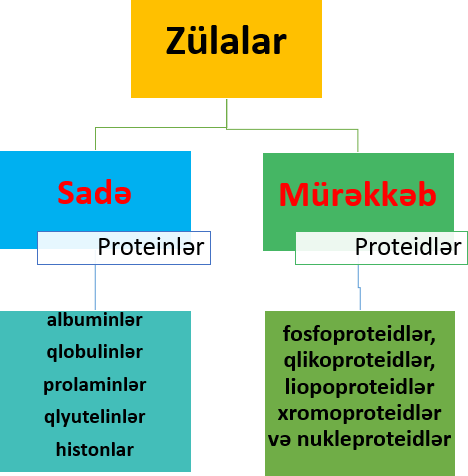 Zülalar
Sadə
Proteinlər
albuminlər
qlobulinlər
prolaminlər
qlyutelinlər
histonlar
Mürəkkəb
Proteidlər
fosfoproteidlər,
qlikoproteidlər,
liopoproteidlər
xromoproteidlər
və nukleproteidlər